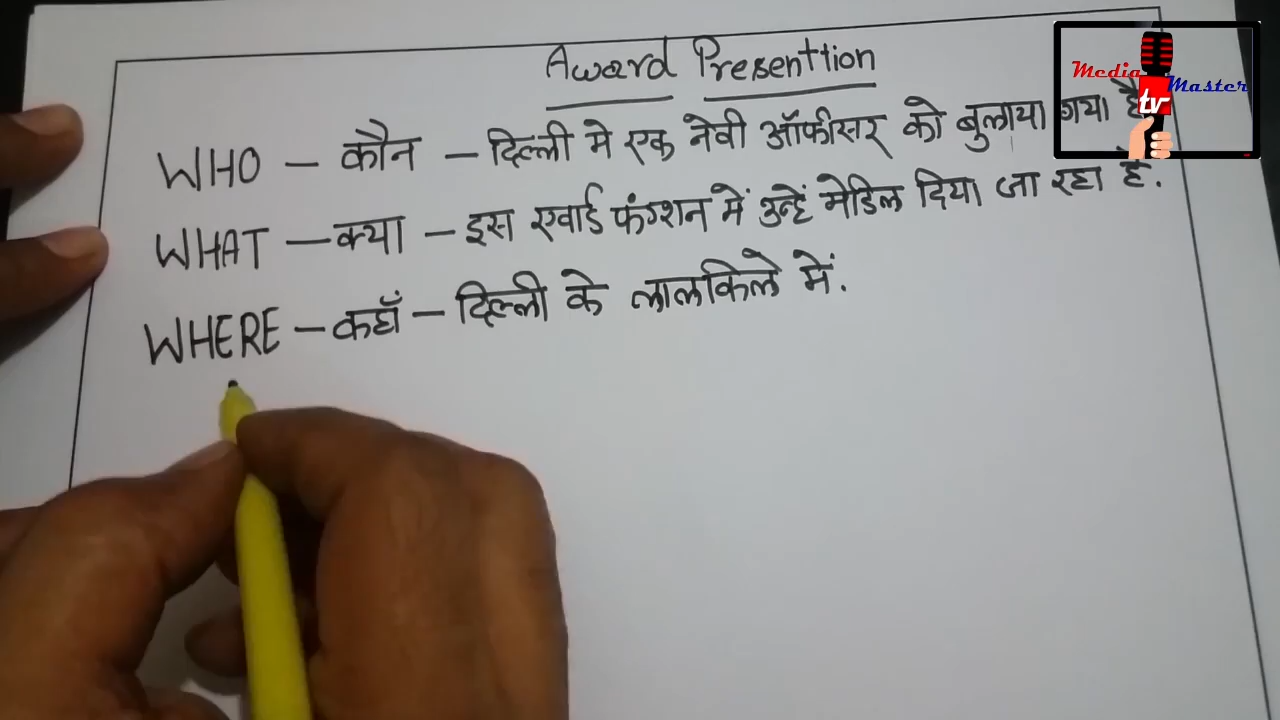 Award Presenttion
WHO – कौन – दिल्ली मे एक नेवी ऑफीसर को बुलाया गया है
WHAT – क्या – इस एवार्ड फंग्शन में उन्हें मेडिल दिया जा रहा है.
WHERE – कहाँ – दिल्ली के लालकिले में.
Media Master
tv